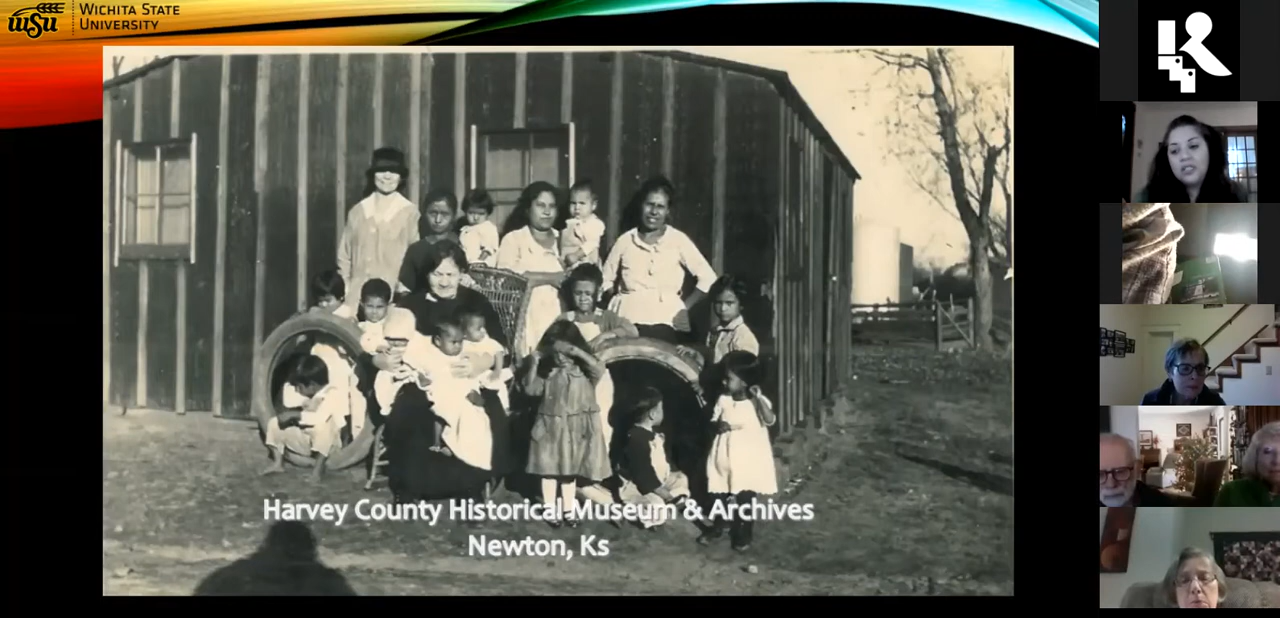 WSU
WICHITA STATE
UNIVERSITY
Harvey County Historical Museum & Archives
Newton, Ks